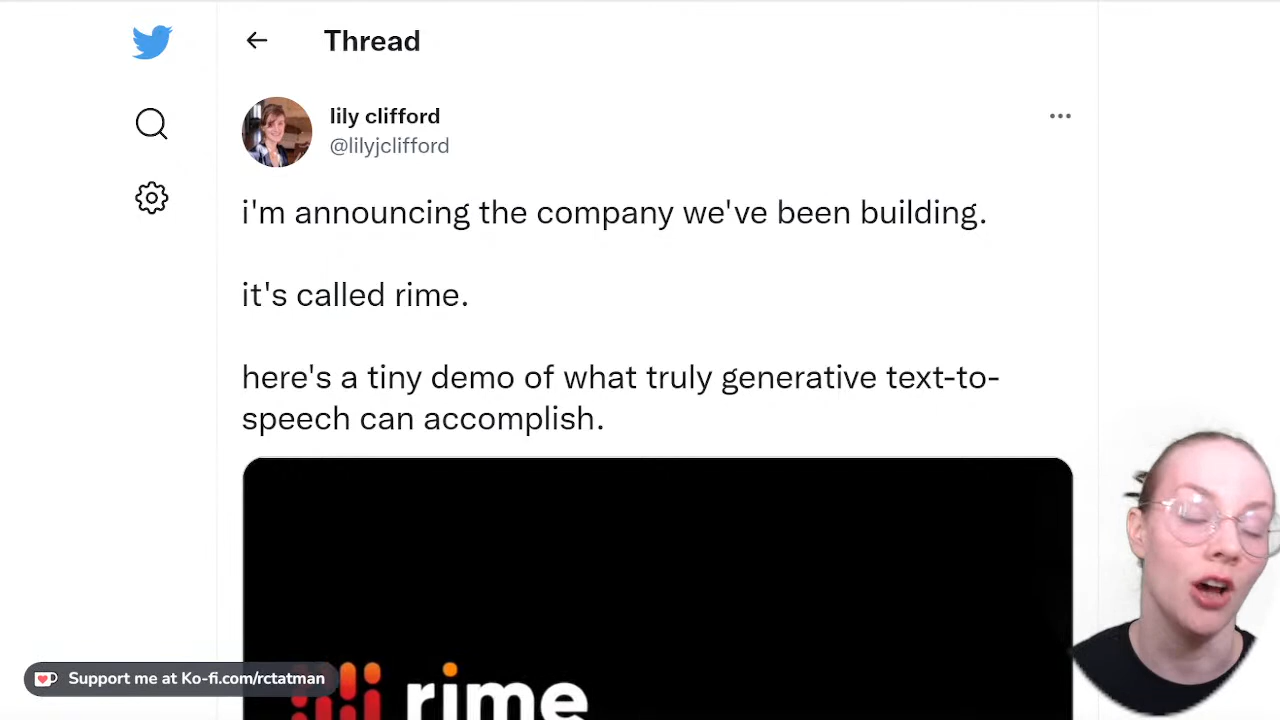 Thread
lily clifford
@lilyjclifford
i'm announcing the company we've been building.
it's called rime.
here's a tiny demo of what truly generative text-to-
speech can accomplish.
Support me at Ko-fi.com/rctatman
rime